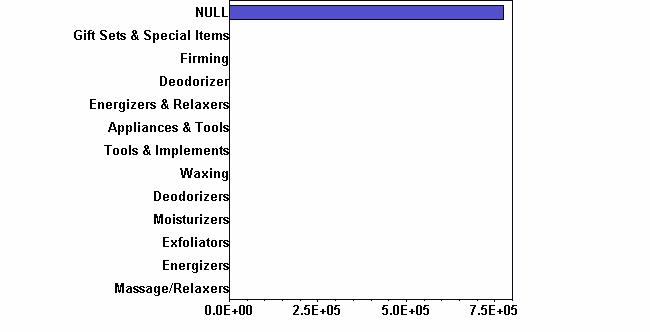 NULL
Gift Sets & Special Items
Firming
Deodorizer
Energizers & Relaxers
Appliances & Tools
Tools & Implements
Waxing
Deodorizers
Moisturizers
Exfoliators
Energizers
Massage/Relaxers
0.0E+00 2.5E+05 5.0E+05 7.5E+05